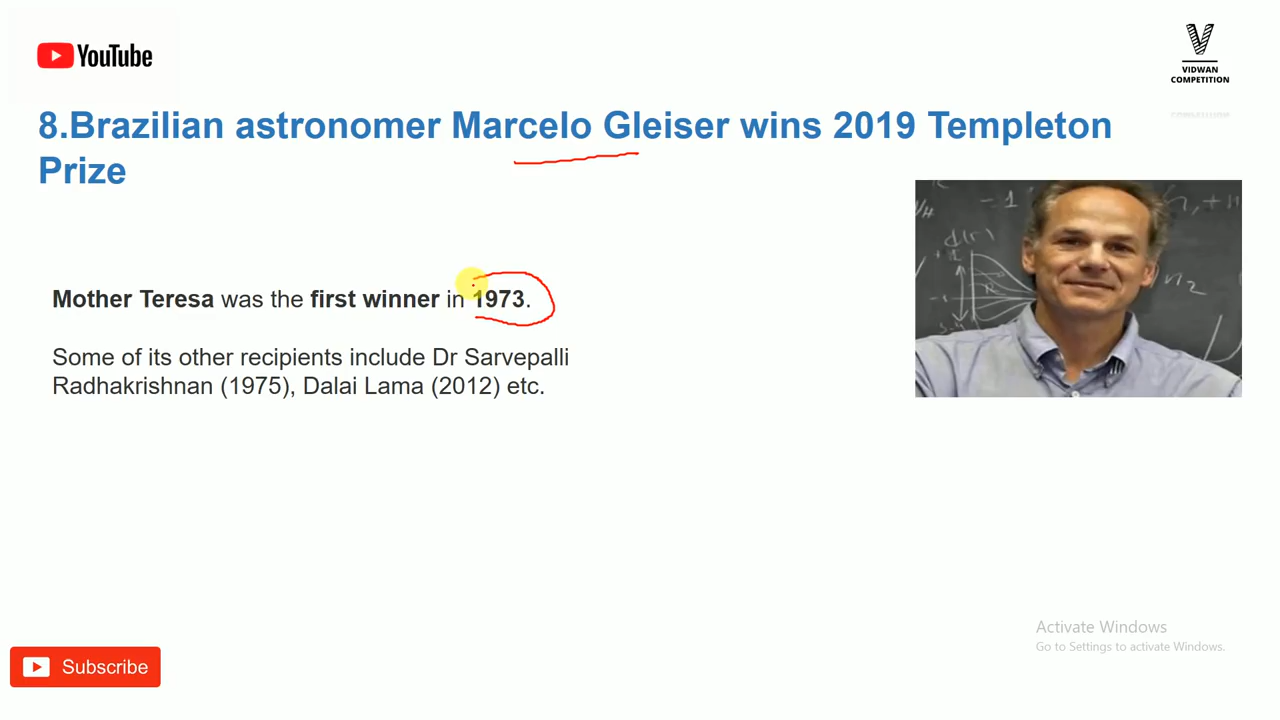 YouTube
VIDWAN
COMPETITION
8.Brazilian astronomer Marcelo Gleiser wins 2019 Templeton
Prize
Mother Teresa was the first winner in 1973.
Some of its other recipients include Dr Sarvepalli
Radhakrishnan (1975), Dalai Lama (2012) etc.
Activate Windows
Go to Settings to activate Windows.
Subscribe